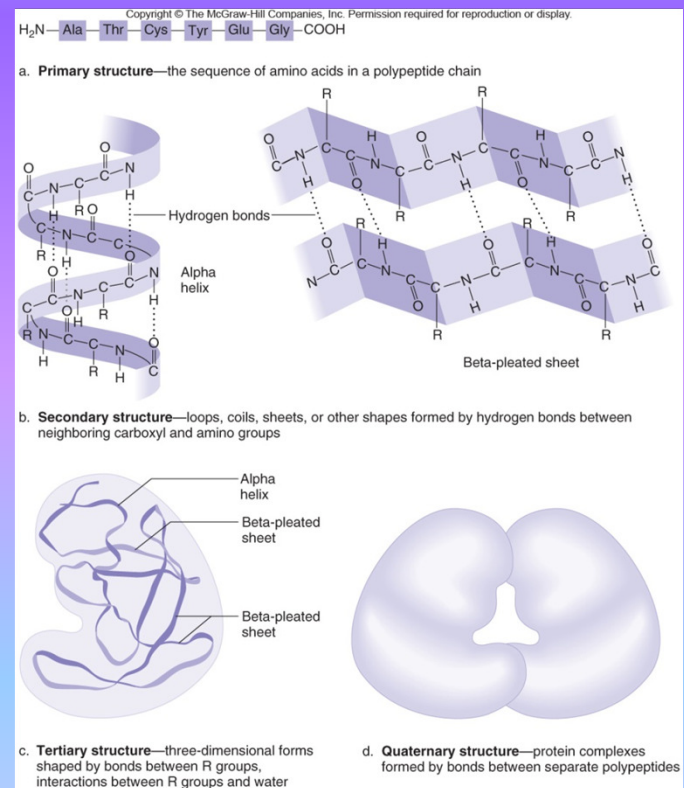 Copyright © The McGraw-Hill Companies, Inc. Permission required for reproduction or display.
H₂N—Ala—Thr—Cys—Tyr—Glu—Gly—COOH
a. Primary structure—the sequence of amino acids in a polypeptide chain
Hydrogen bonds
Alpha
helix
Beta-pleated sheet
b. Secondary structure—loops, coils, sheets, or other shapes formed by hydrogen bonds between
neighboring carboxyl and amino groups
Alpha
helix
Beta-pleated
sheet
Beta-pleated
sheet
c. Tertiary structure—three-dimensional forms
shaped by bonds between R groups,
interactions between R groups and water
d. Quaternary structure—protein complexes
formed by bonds between separate polypeptides